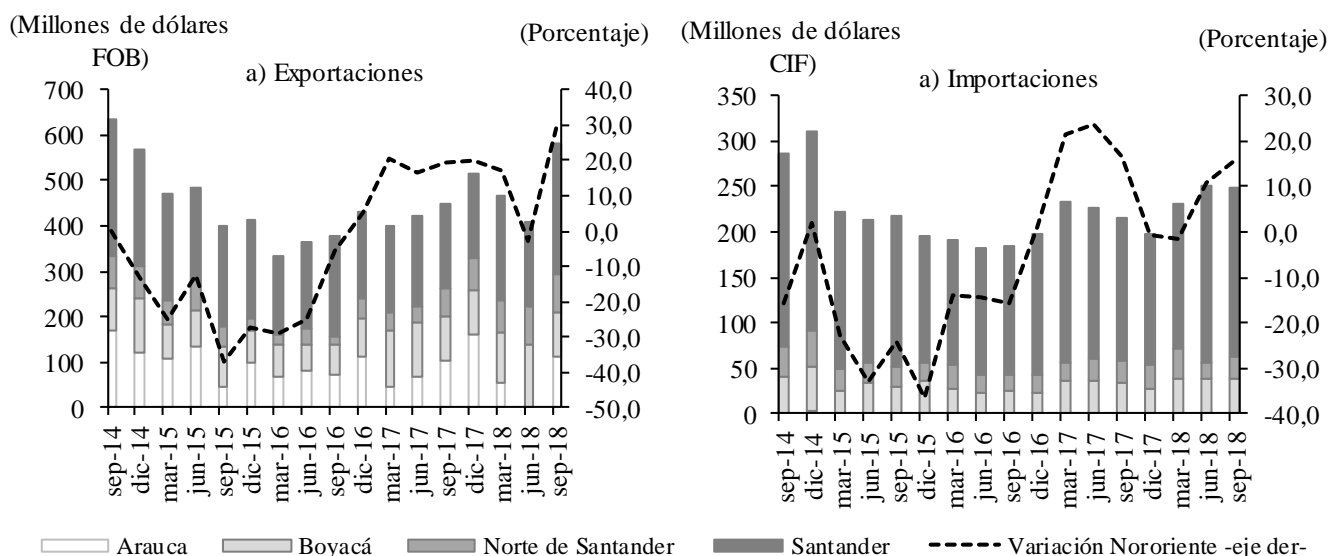 (Millones de dólares FOB)
(Porcentaje)
a) Exportaciones
700
600
500
400
300
200
100
0
40,0
30,0
20,0
10,0
0,0
-10,0
-20,0
-30,0
-40,0
-50,0
sep-14
dic-14
mar-15
jun-15
sep-15
dic-15
mar-16
jun-16
sep-16
dic-16
mar-17
jun-17
sep-17
dic-17
mar-18
jun-18
sep-18
(Millones de dólares CIF)
(Porcentaje)
a) Importaciones
350
300
250
200
150
100
50
0
30,0
20,0
10,0
0,0
-10,0
-20,0
-30,0
-40,0
sep-14
dic-14
mar-15
jun-15
sep-15
dic-15
mar-16
jun-16
sep-16
dic-16
mar-17
jun-17
sep-17
dic-17
mar-18
jun-18
sep-18
Arauca
Boyacá
Norte de Santander
Santander
Variación Nororiente -eje der-